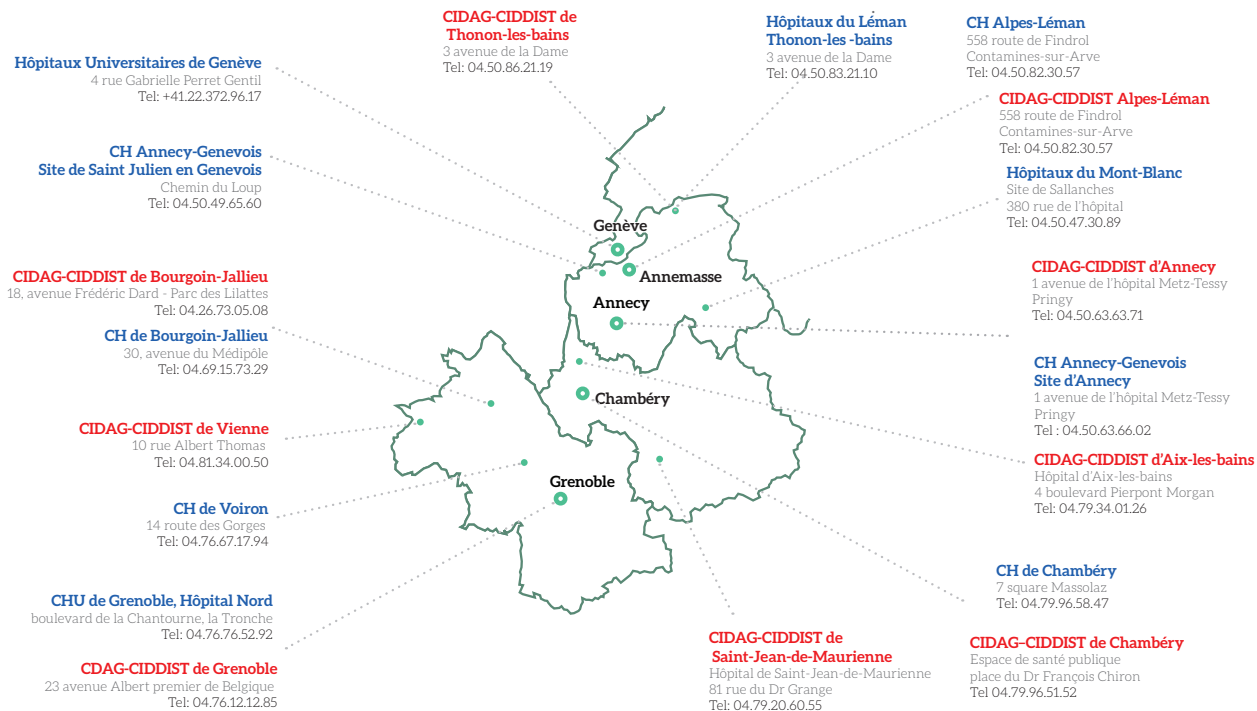 CIDAG-CIDDIST de
Thonon-les-bains
3 avenue de la Dame
Tel: 04.50.86.21.19
Hôpitaux du Léman
Thonon-les -bains
3 avenue de la Dame
Tel: 04.50.83.21.10
CH Alpes-Léman
558 route de Findrol
Contamines-sur-Arve
Tel: 04.50.82.30.57
Hôpitaux Universitaires de Genève
4 rue Gabrielle Perret Gentil
Tel: +41.22.372.96.17
CIDAG-CIDDIST Alpes-Léman
558 route de Findrol
Contamines-sur-Arve
Tel: 04.50.82.30.57
CH Annecy-Genevois
Site de Saint Julien en Genevois
Chemin du Loup
Tel: 04.50.49.65.60
Hôpitaux du Mont-Blanc
Site de Sallanches
380 rue de l'hôpital
Tel: 04.50.47.30.89
Genève
Annemasse
Annecy
Chambéry
Grenoble
CIDAG-CIDDIST de Bourgoin-Jallieu
18, avenue Frédéric Dard - Parc des Lilattes
Tel: 04.26.73.05.08
CIDAG-CIDDIST d'Annecy
1 avenue de l'hôpital Metz-Tessy
Pringy
Tel: 04.50.63.63.71
CH de Bourgoin-Jallieu
30, avenue du Médipôle
Tel: 04.69.15.73.29
CH Annecy-Genevois
Site d'Annecy
1 avenue de l'hôpital Metz-Tessy
Pringy
Tel : 04.50.63.66.02
CIDAG-CIDDIST de Vienne
10 rue Albert Thomas
Tel: 04.81.34.00.50
CIDAG-CIDDIST d'Aix-les-bains
Hôpital d'Aix-les-bains
4 boulevard Pierpont Morgan
Tel: 04.79.34.01.26
CH de Voiron
14 route des Gorges
Tel: 04.76.67.17.94
CH de Chambéry
7 square Massolaz
Tel: 04.79.96.58.47
CHU de Grenoble, Hôpital Nord
boulevard de la Chantourne, la Tronche
Tel: 04.76.76.52.92
CIDAG-CIDDIST de
Saint-Jean-de-Maurienne
Hôpital de Saint-Jean-de-Maurienne
81 rue du Dr Grange
Tel: 04.79.20.60.55
CIDAG–CIDDIST de Chambéry
Espace de santé publique
place du Dr François Chiron
Tel 04.79.96.51.52
CDAG-CIDDIST de Grenoble
23 avenue Albert premier de Belgique
Tel: 04.76.12.12.85